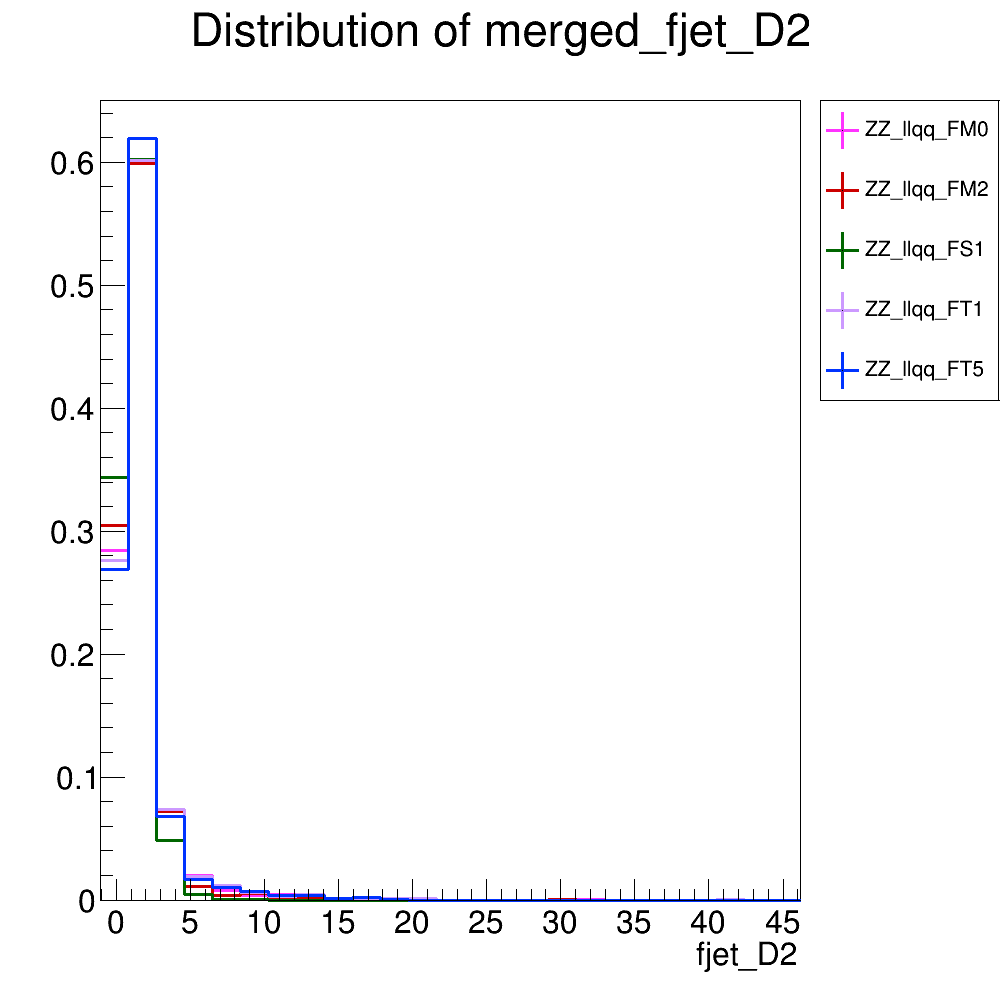 Distribution of merged_fjet_D2
ZZ_llqq_FM0
ZZ_llqq_FM2
ZZ_llqq_FS1
ZZ_llqq_FT1
ZZ_llqq_FT5
0.6
0.5
0.4
0.3
0.2
0.1
0
0 5 10 15 20 25 30 35 40 45
fjet_D2